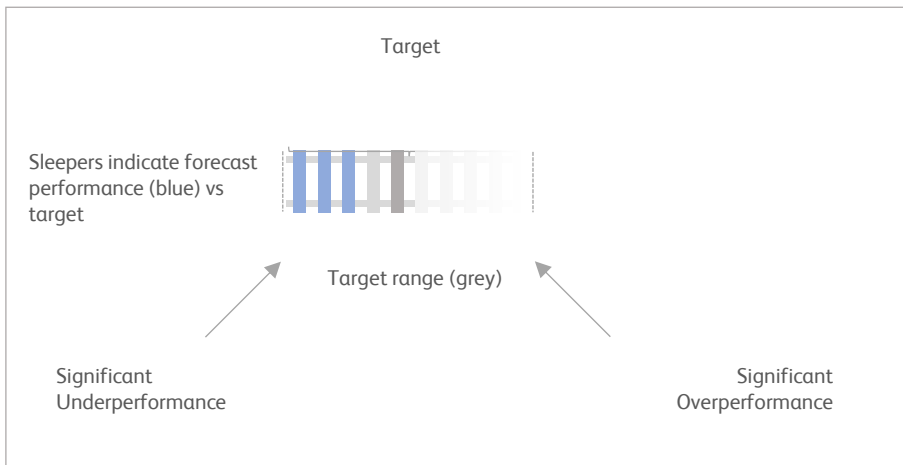 Target
Sleepers indicate forecast
performance (blue) vs
target
Target range (grey)
Significant
Underperformance
Significant
Overperformance